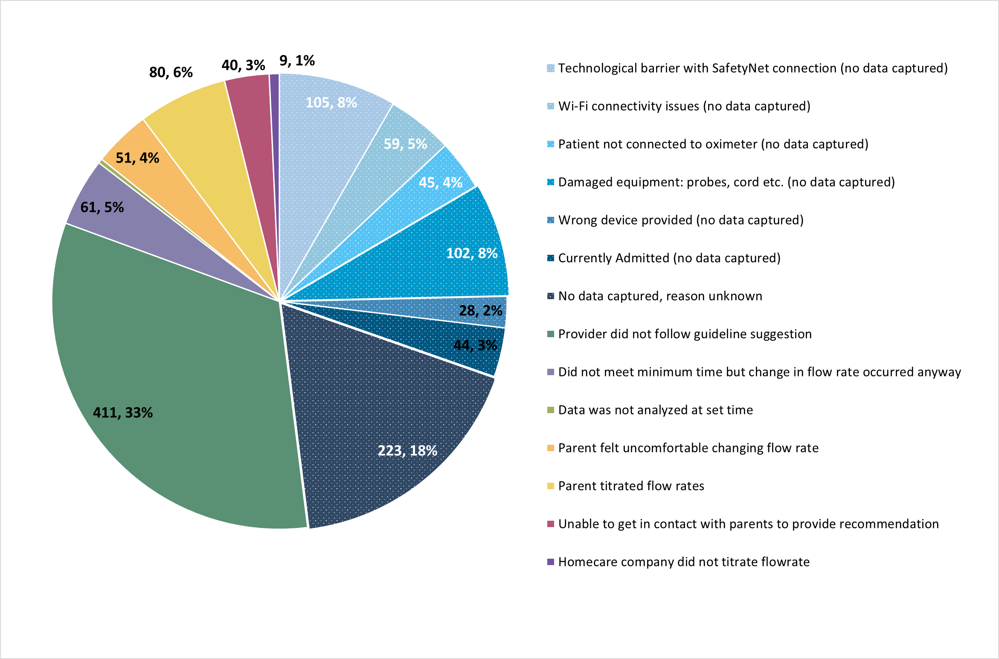 9, 1%
40, 3%
80, 6%
105, 8%
59, 5%
51, 4%
45, 4%
61, 5%
102, 8%
28, 2%
44, 3%
411, 33%
223, 18%
Technological barrier with SafetyNet connection (no data captured)
Wi-Fi connectivity issues (no data captured)
Patient not connected to oximeter (no data captured)
Damaged equipment: probes, cord etc. (no data captured)
Wrong device provided (no data captured)
Currently Admitted (no data captured)
No data captured, reason unknown
Provider did not follow guideline suggestion
Did not meet minimum time but change in flow rate occurred anyway
Data was not analyzed at set time
Parent felt uncomfortable changing flow rate
Parent titrated flow rates
Unable to get in contact with parents to provide recommendation
Homecare company did not titrate flowrate